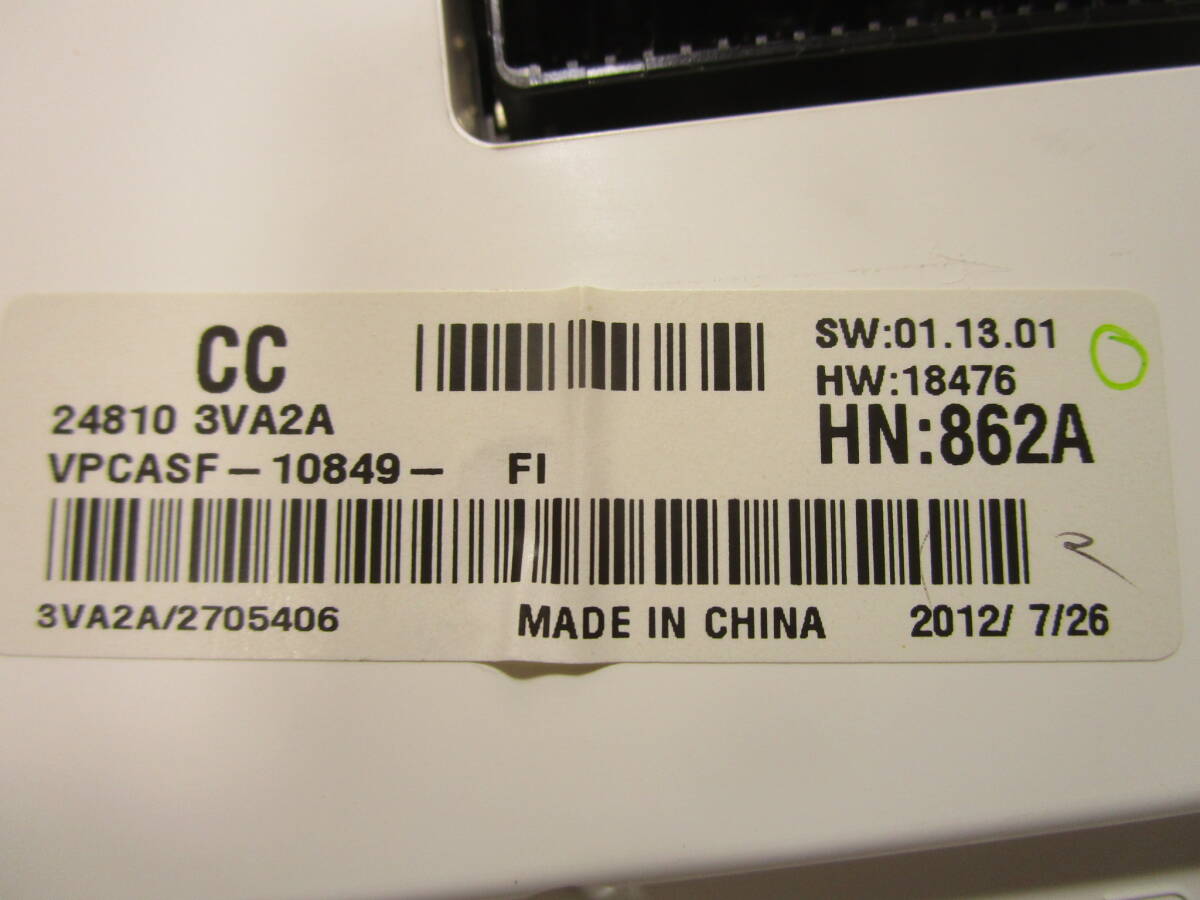 CC
24810 3VA2A
VPCASF-10849- FI
SW:01.13.01
HW:18476
HN:862A
3VA2A/2705406 MADE IN CHINA 2012/ 7/26